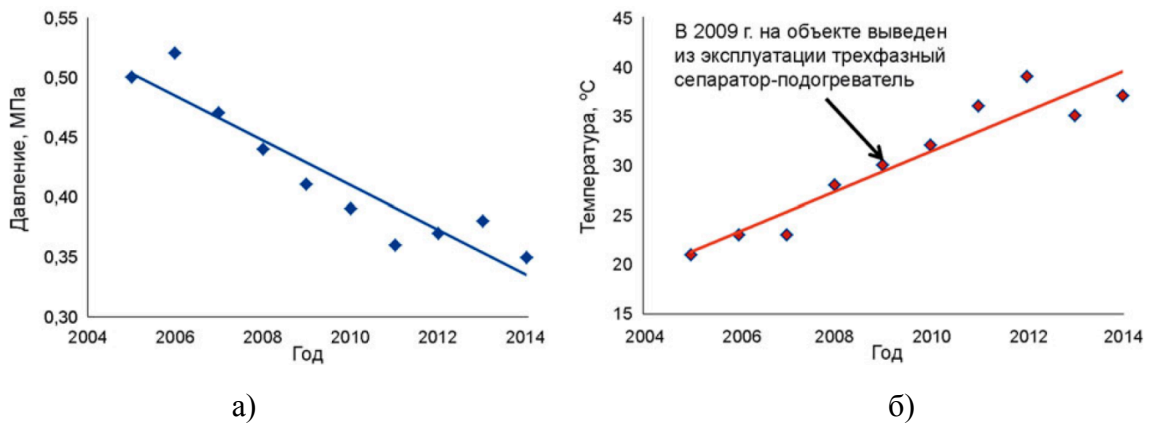 0,55
0,50
0,45
0,40
0,35
0,30
Давление, МПа
2004 2006 2008 2010 2012 2014
Год
а)
45
40
35
30
25
20
15
Температура, °С
В 2009 г. на объекте выведен
из эксплуатации трехфазный
сепаратор-подогреватель
2004 2006 2008 2010 2012 2014
Год
б)